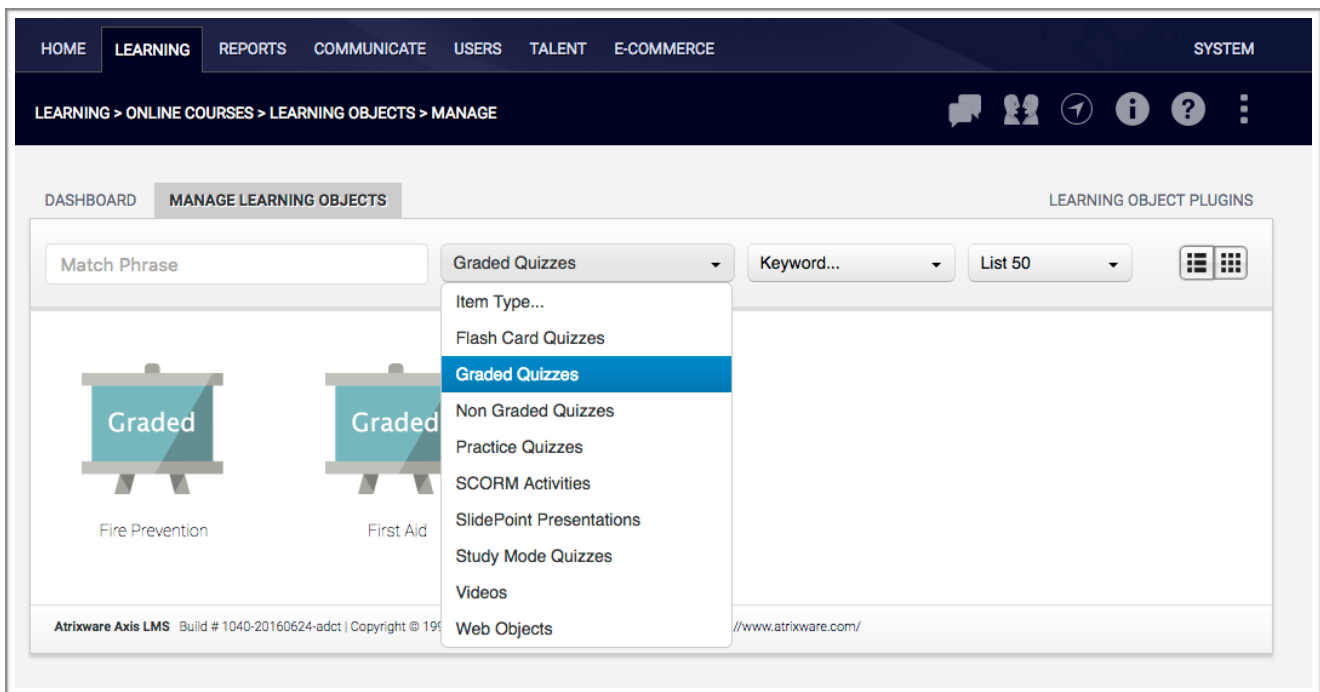 HOME LEARNING REPORTS COMMUNICATE USERS TALENT E-COMMERCE SYSTEM
LEARNING > ONLINE COURSES > LEARNING OBJECTS > MANAGE
DASHBOARD MANAGE LEARNING OBJECTS LEARNING OBJECT PLUGINS
Match Phrase Graded Quizzes Keyword... List 50
Item Type...
Flash Card Quizzes
Graded Quizzes
Non Graded Quizzes
Practice Quizzes
SCORM Activities
SlidePoint Presentations
Study Mode Quizzes
Videos
Web Objects
Graded Graded
Fire Prevention First Aid
Atrixware Axis LMS Build # 1040-20160624-adct | Copyright © 199 //www.atrixware.com/